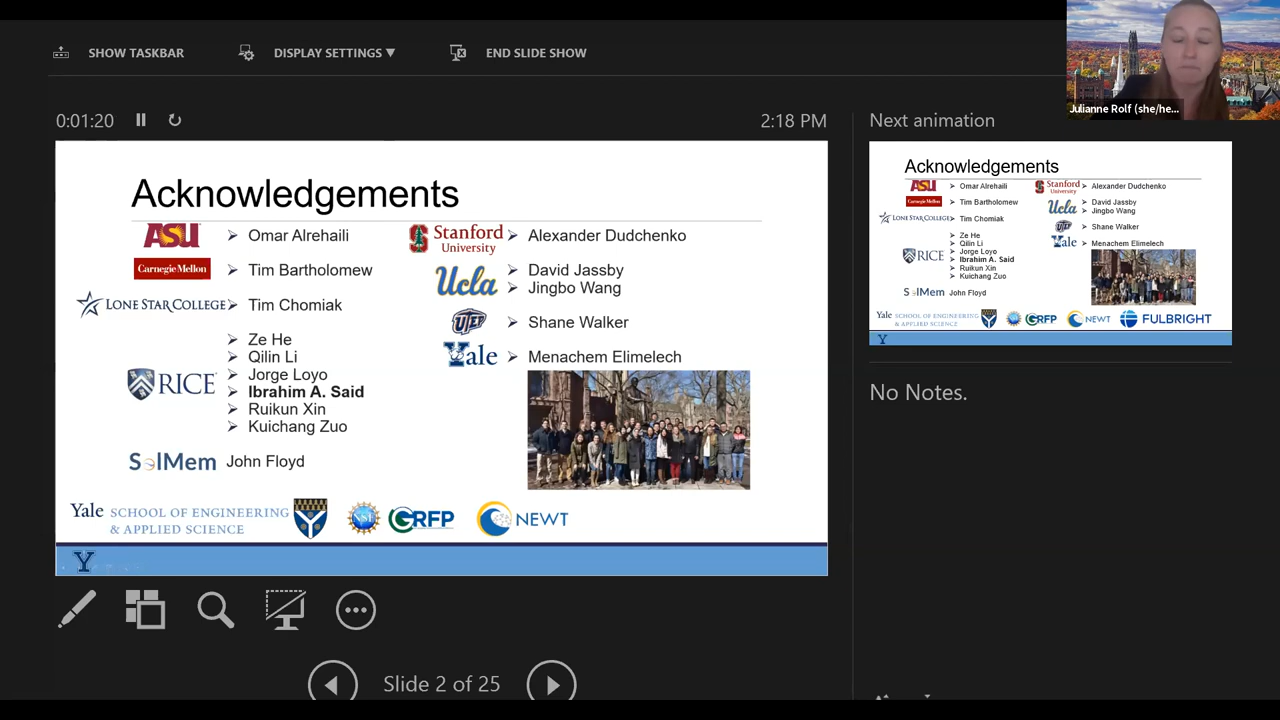 SHOW TASKBAR
DISPLAY SETTINGS ▼
END SLIDE SHOW
Julianne Rolf (she/he...
0:01:20
2:18 PM
Next animation
Acknowledgements
ASU
Omar Alrehaili
Carnegie Mellon
Tim Bartholomew
LONE STAR COLLEGE
Tim Chomiak
RICE
Ze He
Qilin Li
Jorge Loyo
Ibrahim A. Said
Ruikun Xin
Kuichang Zuo
SolMem
John Floyd
Stanford
University
Alexander Dudchenko
Ucla
David Jassby
Jingbo Wang
UTEP
Shane Walker
Yale
Menachem Elimelech
Yale SCHOOL OF ENGINEERING
& APPLIED SCIENCE
NSF
GRFP
NEWT
Y
Acknowledgements
ASU
Omar Alrehaili
Carnegie Mellon
Tim Bartholomew
LONE STAR COLLEGE
Tim Chomiak
RICE
Ze He
Qilin Li
Jorge Loyo
Ibrahim A. Said
Ruikun Xin
Kuichang Zuo
SolMem
John Floyd
Stanford
University
Alexander Dudchenko
Ucla
David Jassby
Jingbo Wang
UTEP
Shane Walker
Yale
Menachem Elimelech
Yale SCHOOL OF ENGINEERING
& APPLIED SCIENCE
GRFP
NEWT
FULBRIGHT
Y
No Notes.
Slide 2 of 25